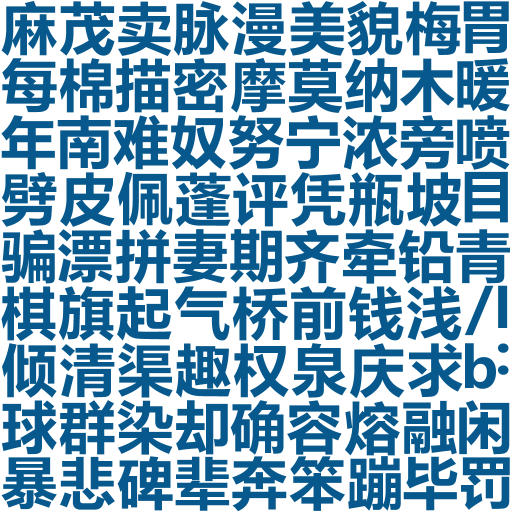 麻茂卖脉漫美貌梅胃
每棉描密摩莫纳木暖
年南难奴努宁浓旁喷
劈皮佩蓬评凭瓶坡目
骗漂拼妻期齐牵铅青
棋旗起气桥前钱浅/l
倾清渠趣权泉庆求b·
球群染却确容熔融闲
暴悲碑辈奔笨蹦毕罚